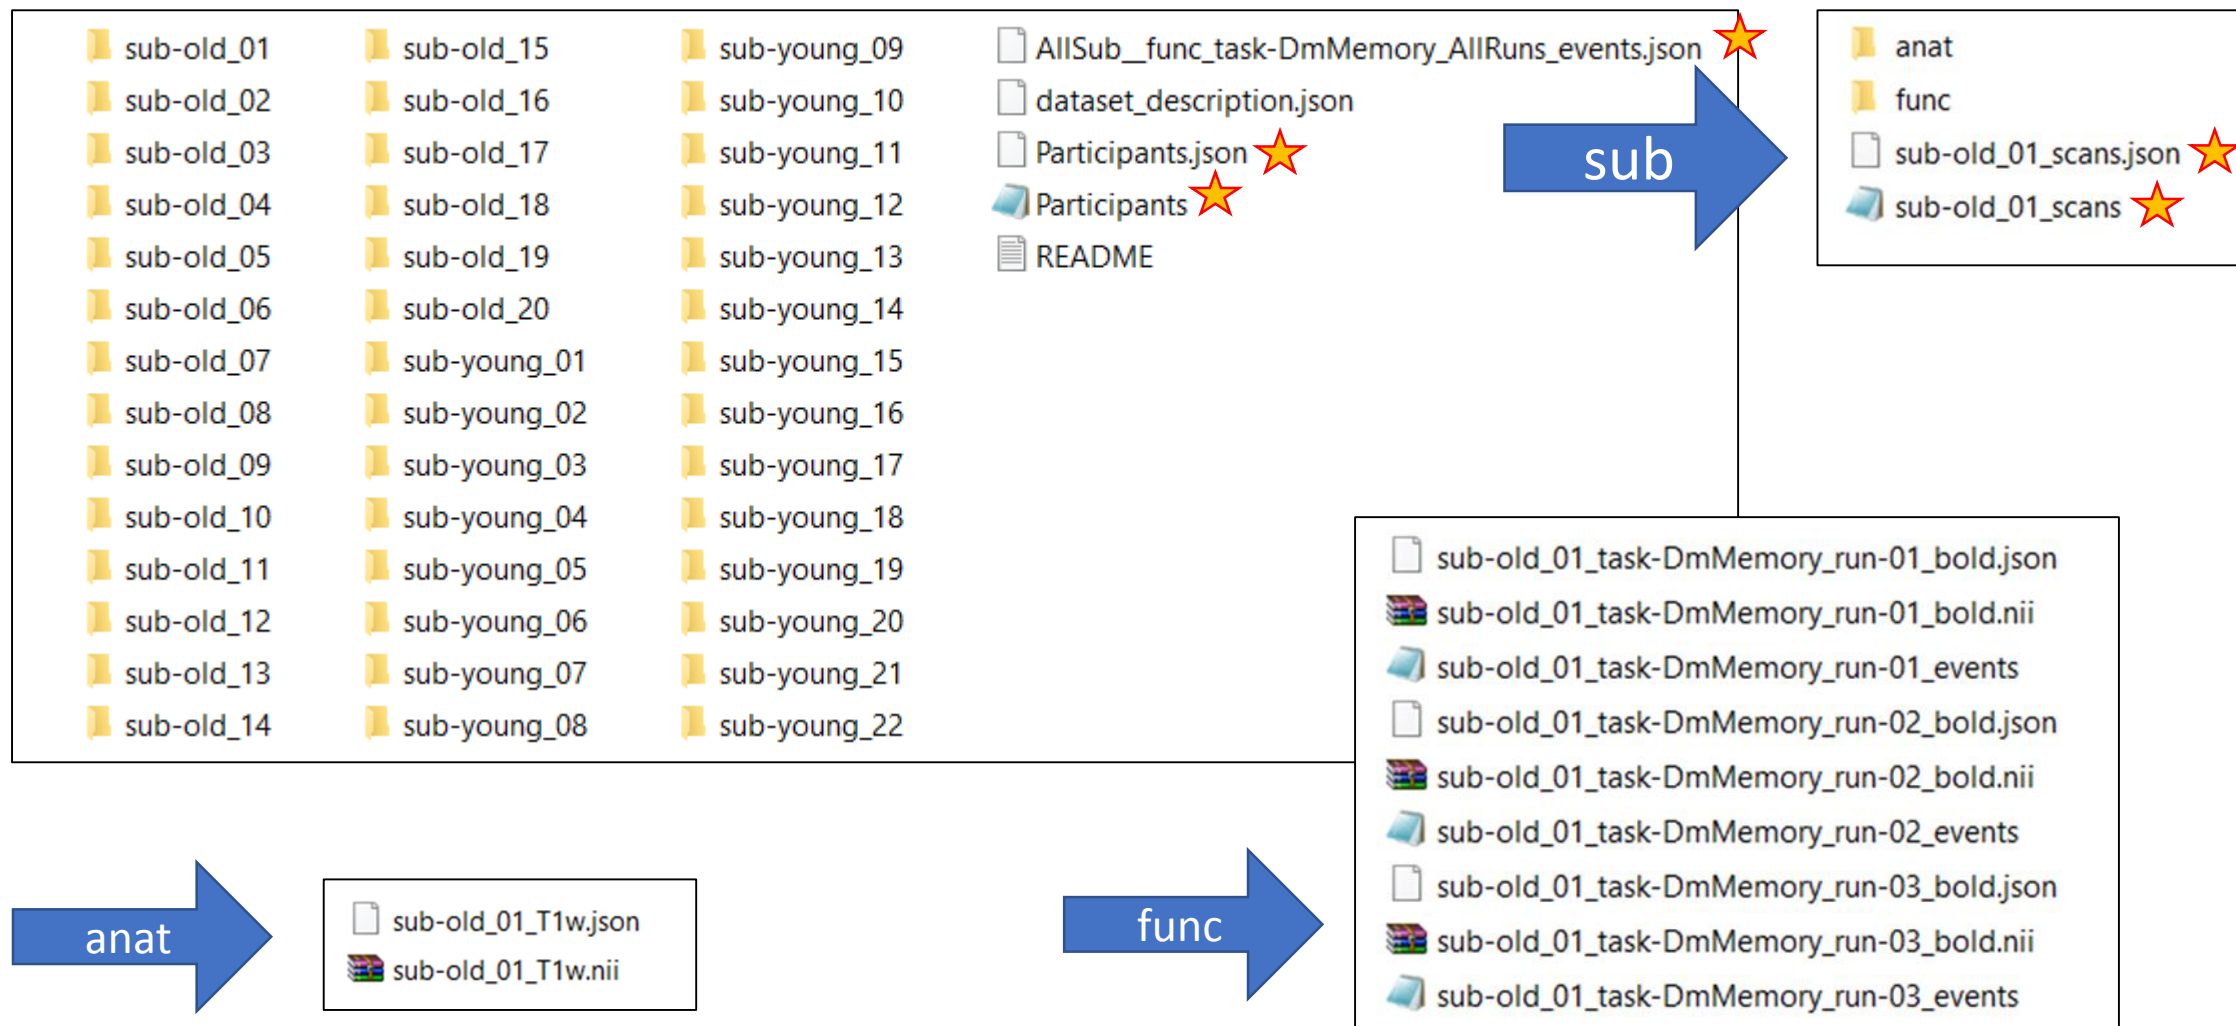 sub-old_01
sub-old_02
sub-old_03
sub-old_04
sub-old_05
sub-old_06
sub-old_07
sub-old_08
sub-old_09
sub-old_10
sub-old_11
sub-old_12
sub-old_13
sub-old_14
sub-old_15
sub-old_16
sub-old_17
sub-old_18
sub-old_19
sub-old_20
sub-young_01
sub-young_02
sub-young_03
sub-young_04
sub-young_05
sub-young_06
sub-young_07
sub-young_08
sub-young_09
sub-young_10
sub-young_11
sub-young_12
sub-young_13
sub-young_14
sub-young_15
sub-young_16
sub-young_17
sub-young_18
sub-young_19
sub-young_20
sub-young_21
sub-young_22
AllSub__func_task-DmMemory_AllRuns_events.json
dataset_description.json
Participants.json
Participants
README
sub
anat
func
sub-old_01_scans.json
sub-old_01_scans
anat
sub-old_01_T1w.json
sub-old_01_T1w.nii
func
sub-old_01_task-DmMemory_run-01_bold.json
sub-old_01_task-DmMemory_run-01_bold.nii
sub-old_01_task-DmMemory_run-01_events
sub-old_01_task-DmMemory_run-02_bold.json
sub-old_01_task-DmMemory_run-02_bold.nii
sub-old_01_task-DmMemory_run-02_events
sub-old_01_task-DmMemory_run-03_bold.json
sub-old_01_task-DmMemory_run-03_bold.nii
sub-old_01_task-DmMemory_run-03_events